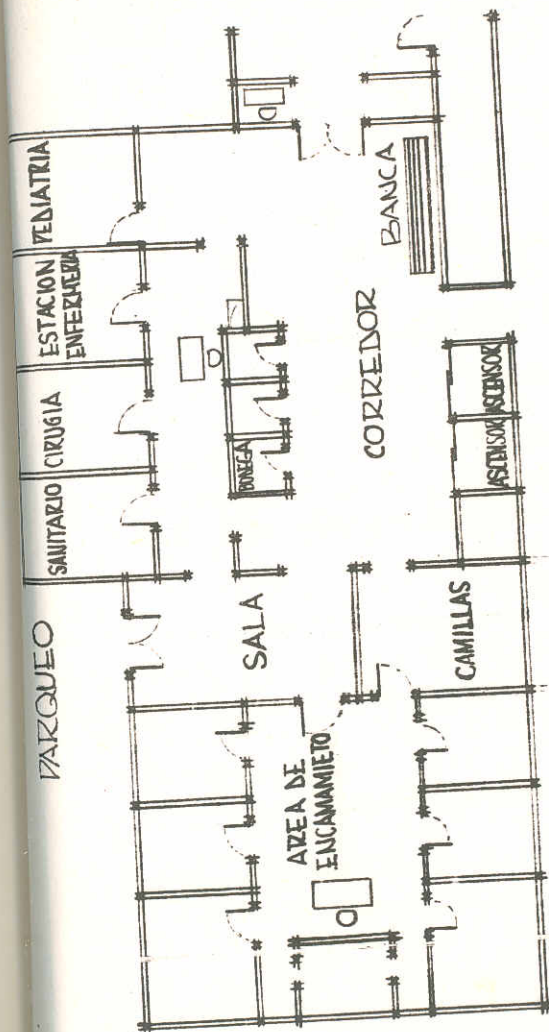 PARQUEO
SANITARIO
CIRUGIA
ESTACION
ENFERMERIA
PEDIATRIA
BODEGA
SALA
CORREDOR
BANCA
AREA DE
ENCAMAMIETO
CAMILLAS
ASCENSOR
ASCENSOR